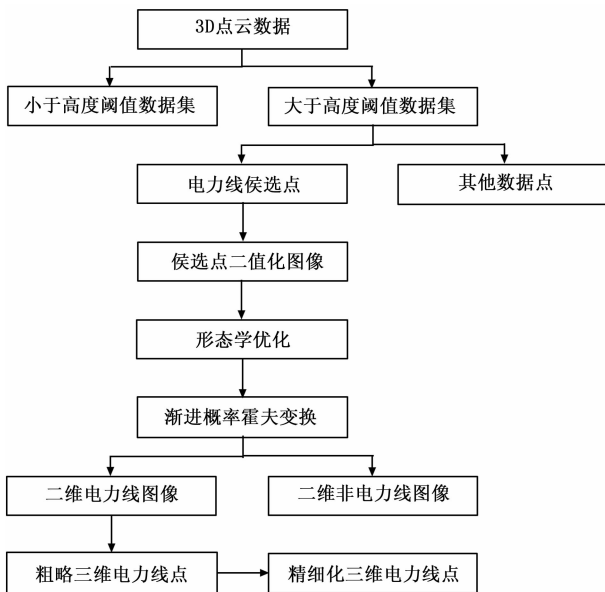 3D点云数据
小于高度阈值数据集
大于高度阈值数据集
电力线侯选点
其他数据点
侯选点二值化图像
形态学优化
渐进概率霍夫变换
二维电力线图像
二维非电力线图像
粗略三维电力线点
精细化三维电力线点